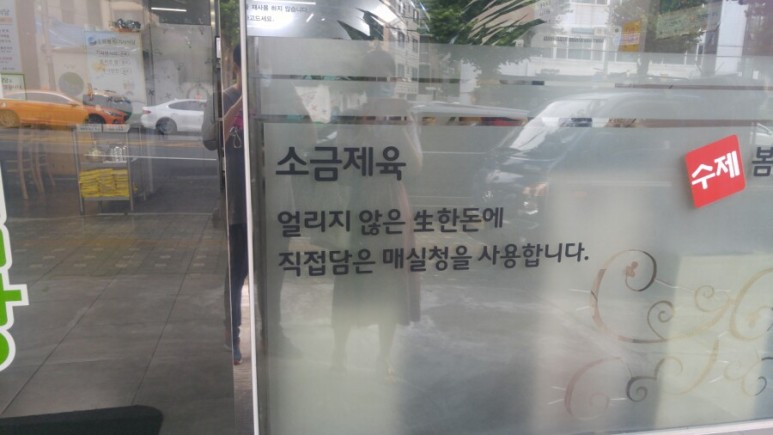 소금제육
얼리지 않은 生한돈에
직접담은 매실청을 사용합니다.
수제
봄